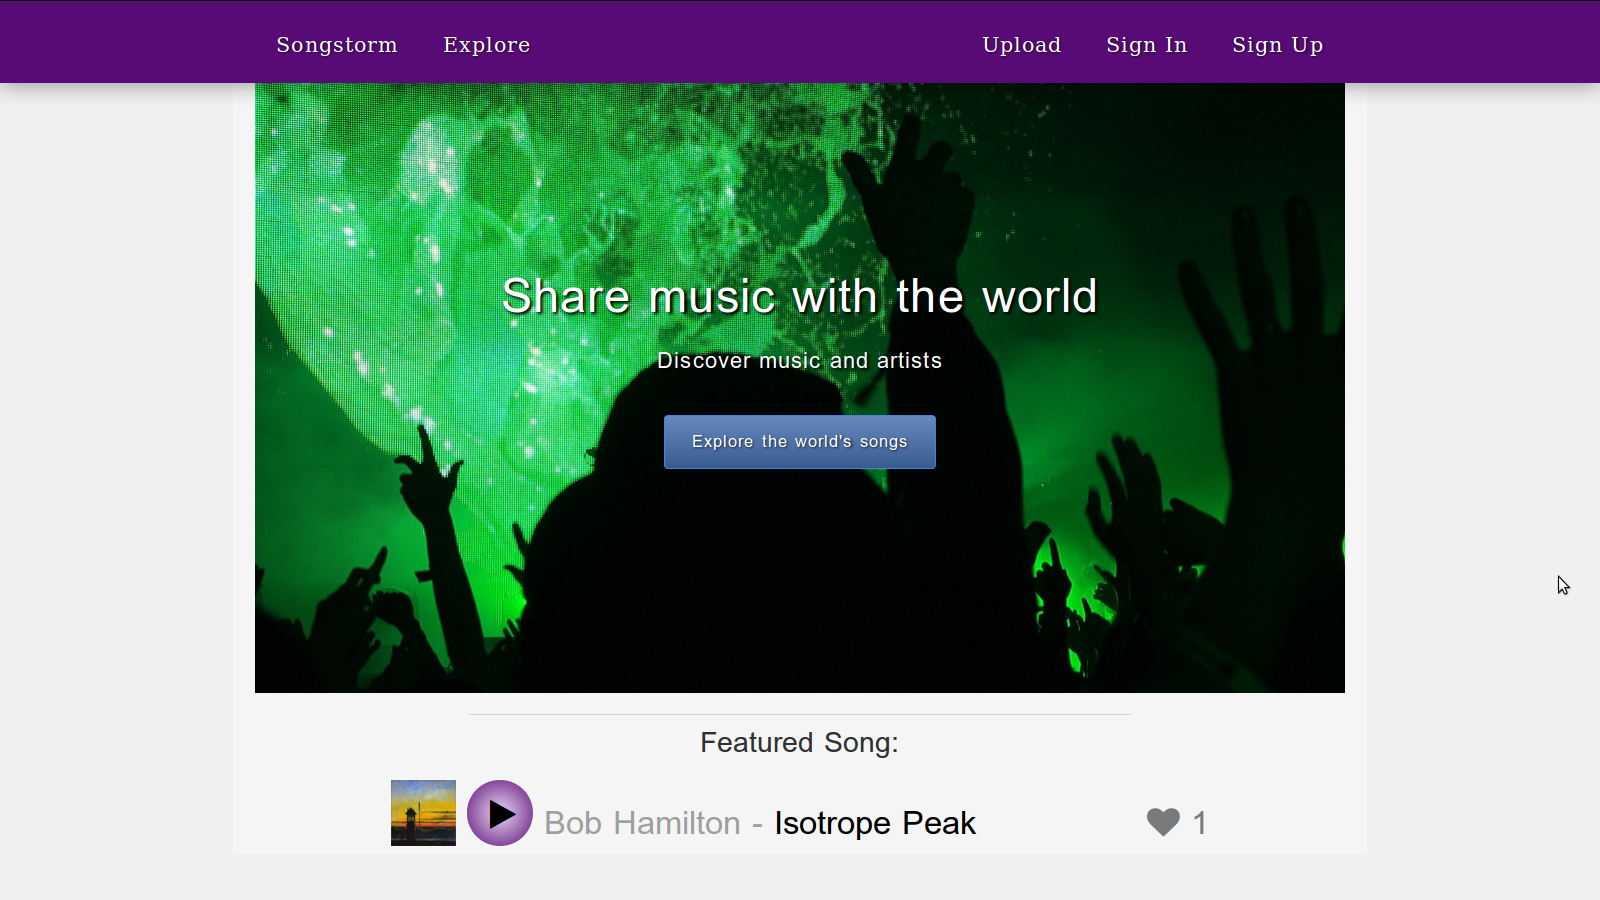 Songstorm Explore Upload Sign In Sign Up
Share music with the world
Discover music and artists
Explore the world's songs
Featured Song:
Bob Hamilton - Isotrope Peak 1